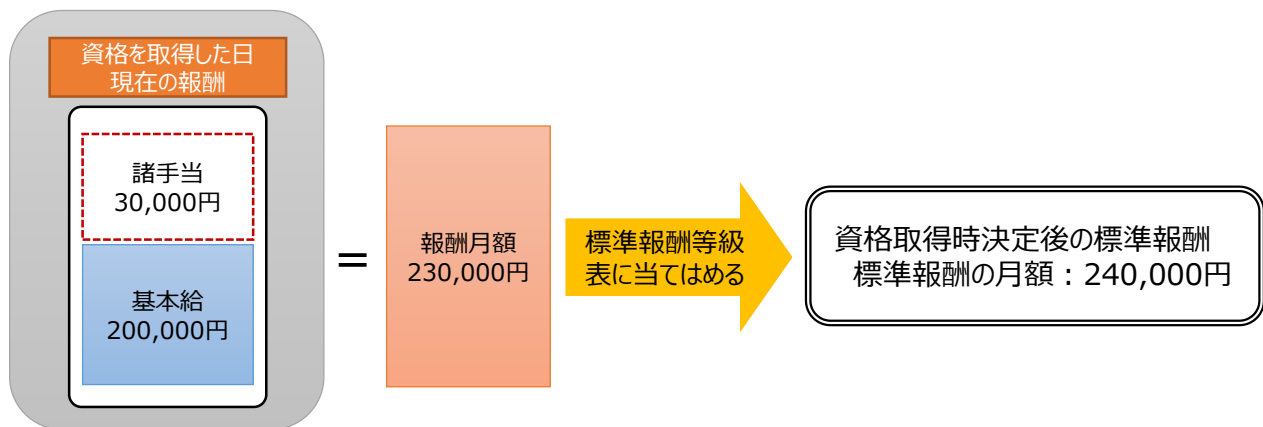 資格を取得した日
現在の報酬
諸手当
30,000円
基本給
200,000円
=
報酬月額
230,000円
標準報酬等級
表に当てはめる
資格取得時決定後の標準報酬
標準報酬の月額：240,000円